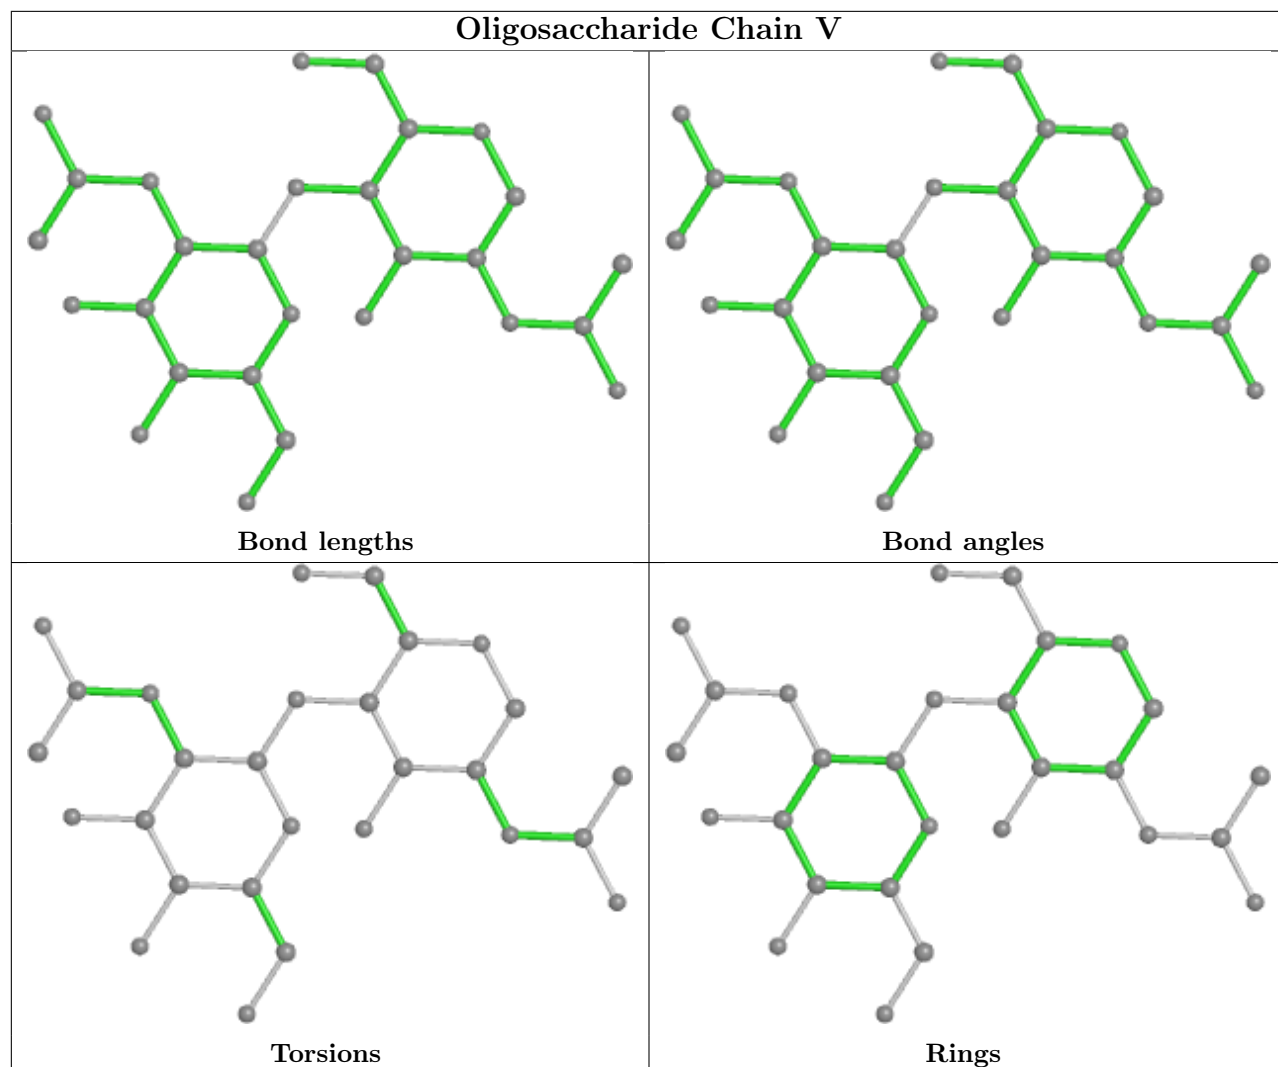 Oligosaccharide Chain V
Bond lengths
Bond angles
Torsions
Rings